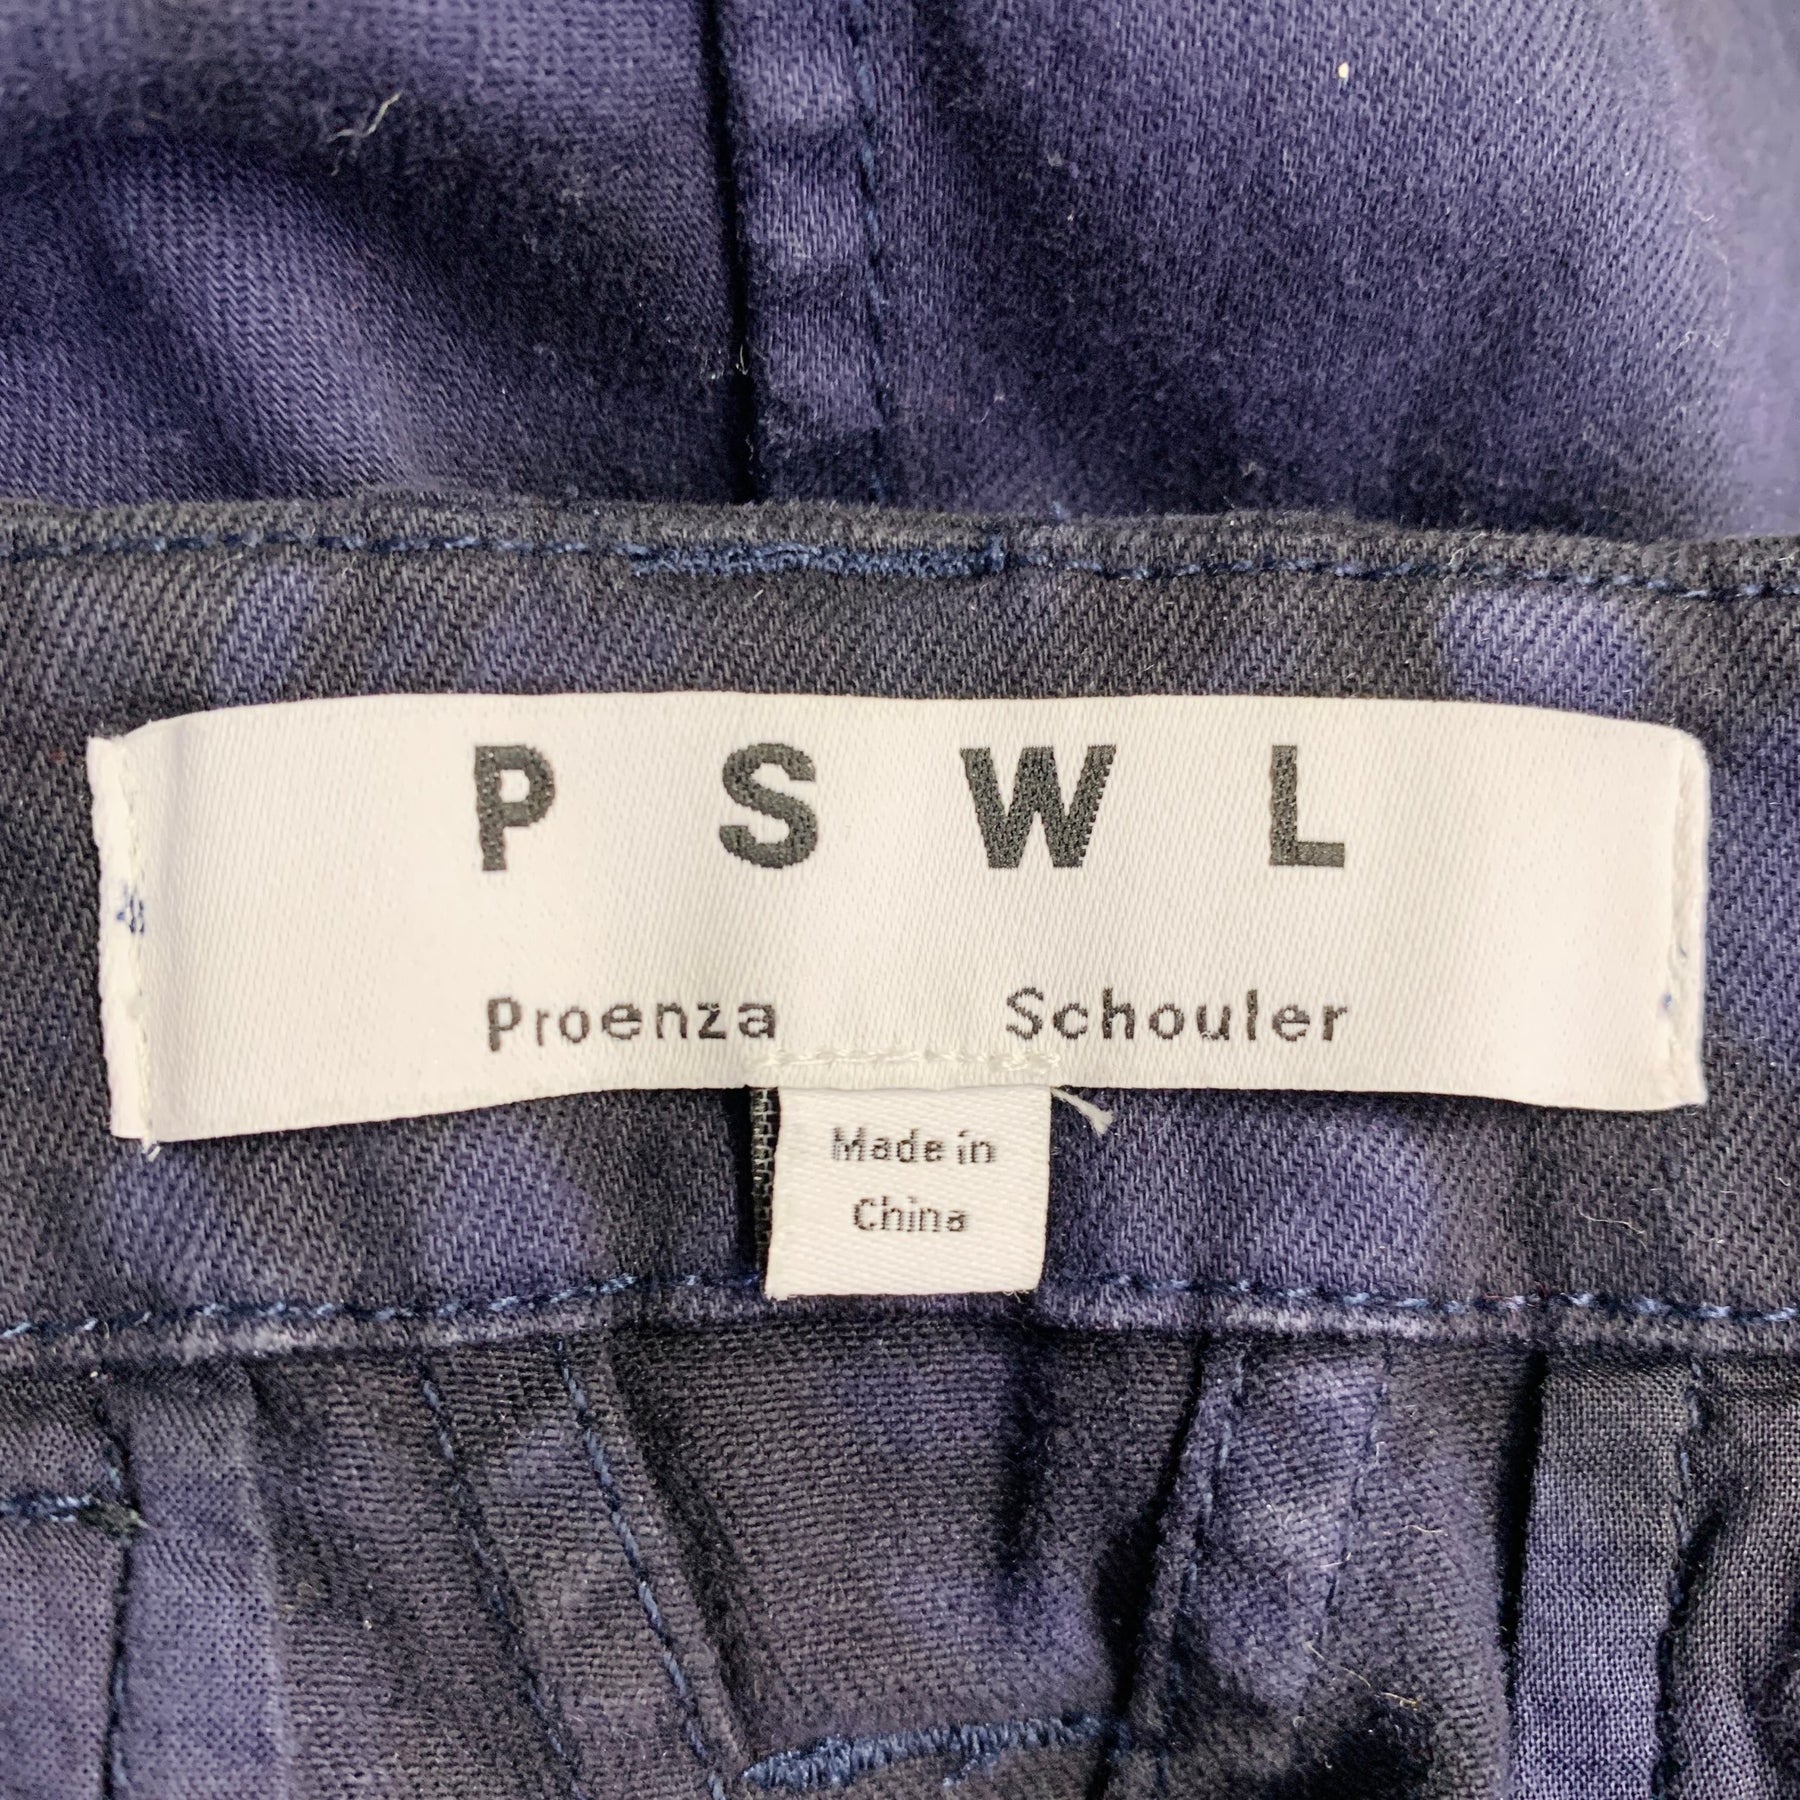 P S W L
Proenza Schouler
Made in
China